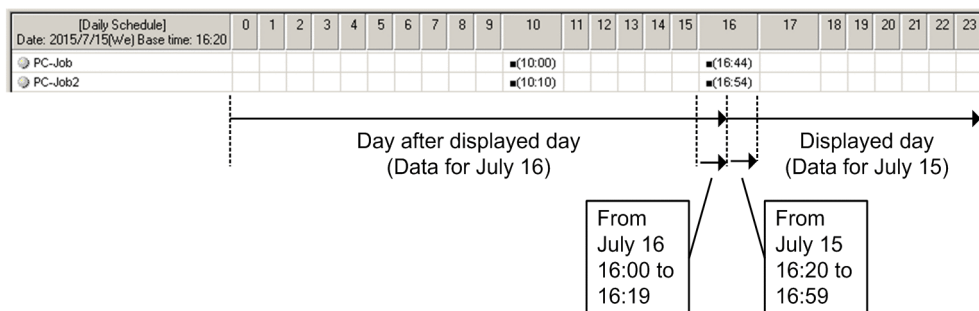 [Daily Schedule]
Date: 2015/7/15(We) Base time: 16:20
0 1 2 3 4 5 6 7 8 9 10 11 12 13 14 15 16 17 18 19 20 21 22 23
PC-Job ■(10:00) ■(16:44)
PC-Job2 ■(10:10) ■(16:54)
Day after displayed day
(Data for July 16)
Displayed day
(Data for July 15)
From
July 16
16:00 to
16:19
From
July 15
16:20 to
16:59